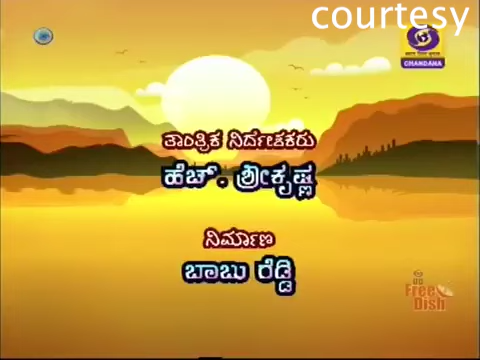 courtesy
CHANDANA
ತಾಂತ್ರಿಕ ನಿರ್ದೇಶಕರು
ಹೆಚ್. ಶ್ರೀಕೃಷ್ಣ
ನಿರ್ಮಾಣ
ಬಾಬು ರೆಡ್ಡಿ
DD
Free
Dish